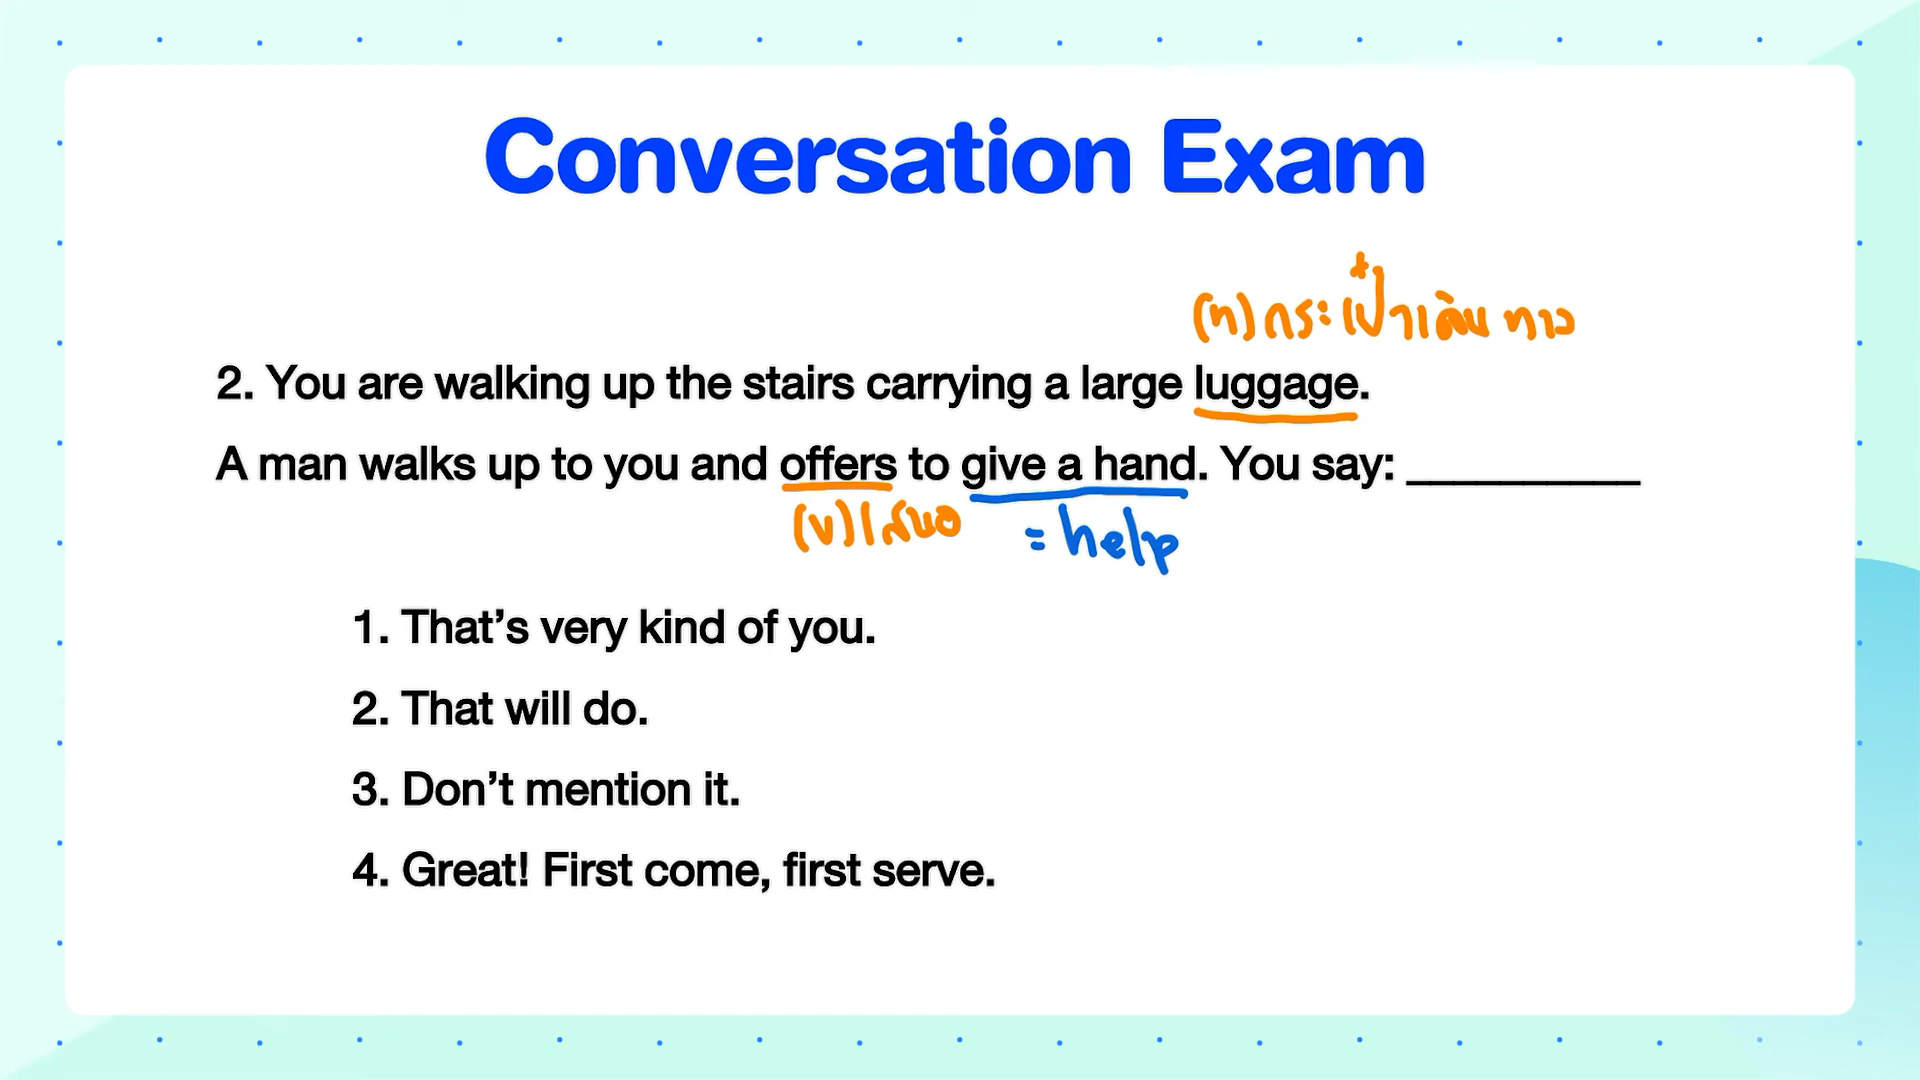 Conversation Exam
(n) กระเป๋าเดินทาง
2. You are walking up the stairs carrying a large luggage.
A man walks up to you and offers to give a hand. You say: __________
(v) เสนอ = help
1. That’s very kind of you.
2. That will do.
3. Don’t mention it.
4. Great! First come, first serve.